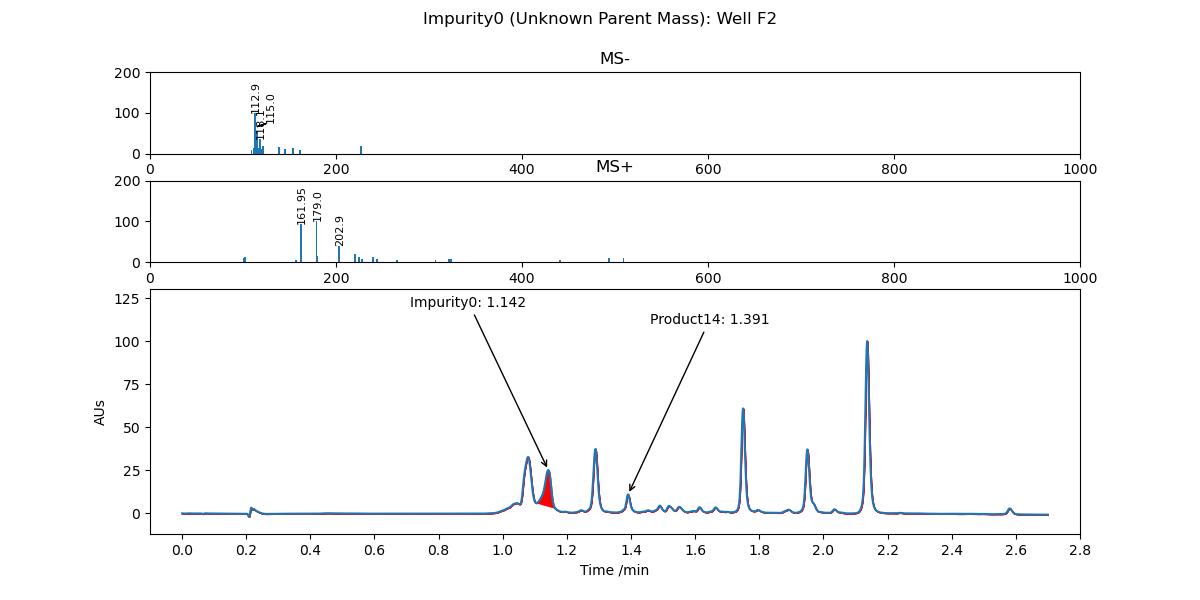 Impurity0 (Unknown Parent Mass): Well F2
MS-
200
100
0
112.9
115.0
118.1
0 200 400 600 800 1000
MS+
200
100
0
161.95
179.0
202.9
0 200 400 600 800 1000
Impurity0: 1.142
Product14: 1.391
125
100
75
50
25
0
AUs
0.0 0.2 0.4 0.6 0.8 1.0 1.2 1.4 1.6 1.8 2.0 2.2 2.4 2.6 2.8
Time /min